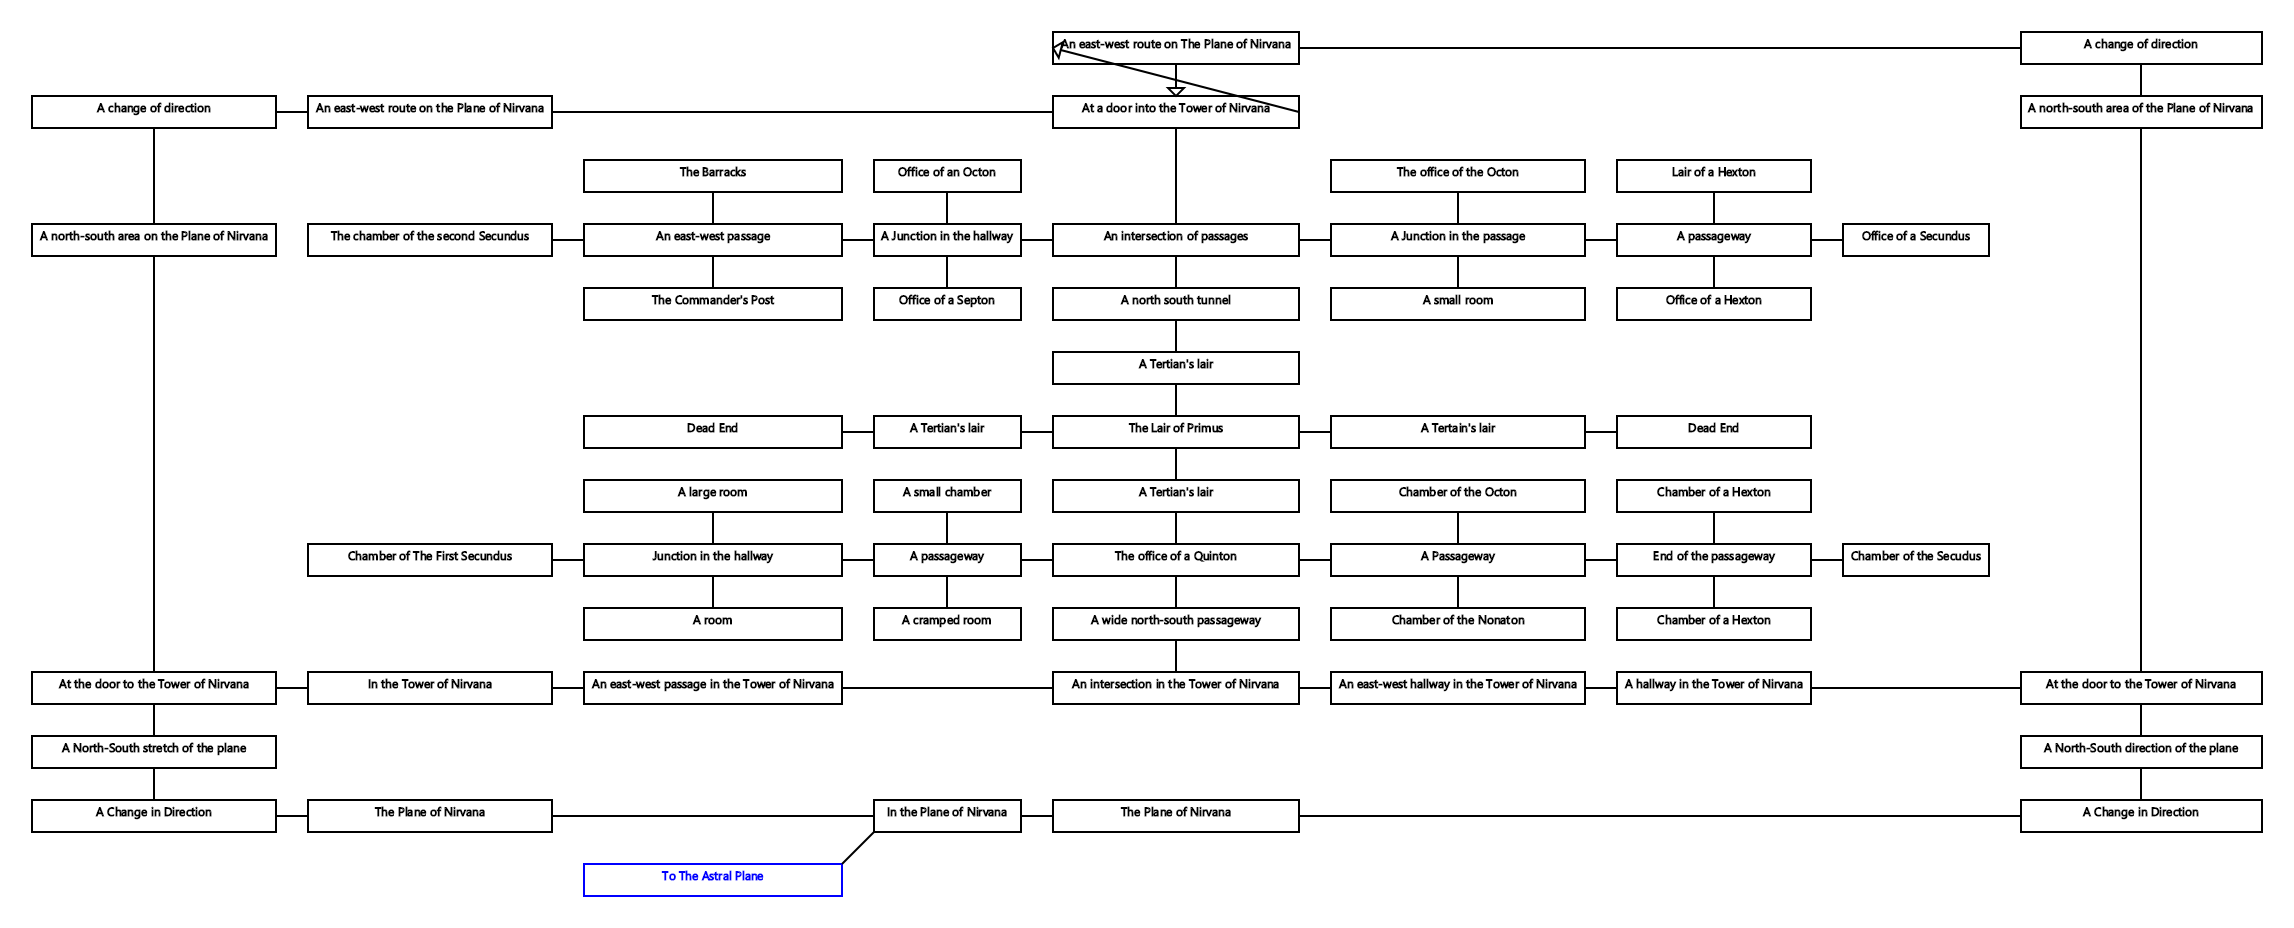 An east-west route on The Plane of Nirvana
A change of direction
A change of direction
An east-west route on the Plane of Nirvana
At a door into the Tower of Nirvana
A north-south area of the Plane of Nirvana
The Barracks
Office of an Octon
The office of the Octon
Lair of a Hexton
A north-south area on the Plane of Nirvana
The chamber of the second Secundus
An east-west passage
A Junction in the hallway
An intersection of passages
A Junction in the passage
A passageway
Office of a Secundus
The Commander's Post
Office of a Septon
A north south tunnel
A small room
Office of a Hexton
A Tertian's lair
Dead End
A Tertian's lair
The Lair of Primus
A Tertain's lair
Dead End
A large room
A small chamber
A Tertian's lair
Chamber of the Octon
Chamber of a Hexton
Chamber of The First Secundus
Junction in the hallway
A passageway
The office of a Quinton
A Passageway
End of the passageway
Chamber of the Secudus
A room
A cramped room
A wide north-south passageway
Chamber of the Nonaton
Chamber of a Hexton
At the door to the Tower of Nirvana
In the Tower of Nirvana
An east-west passage in the Tower of Nirvana
An intersection in the Tower of Nirvana
An east-west hallway in the Tower of Nirvana
A hallway in the Tower of Nirvana
At the door to the Tower of Nirvana
A North-South stretch of the plane
A North-South direction of the plane
A Change in Direction
The Plane of Nirvana
In the Plane of Nirvana
The Plane of Nirvana
A Change in Direction
To The Astral Plane